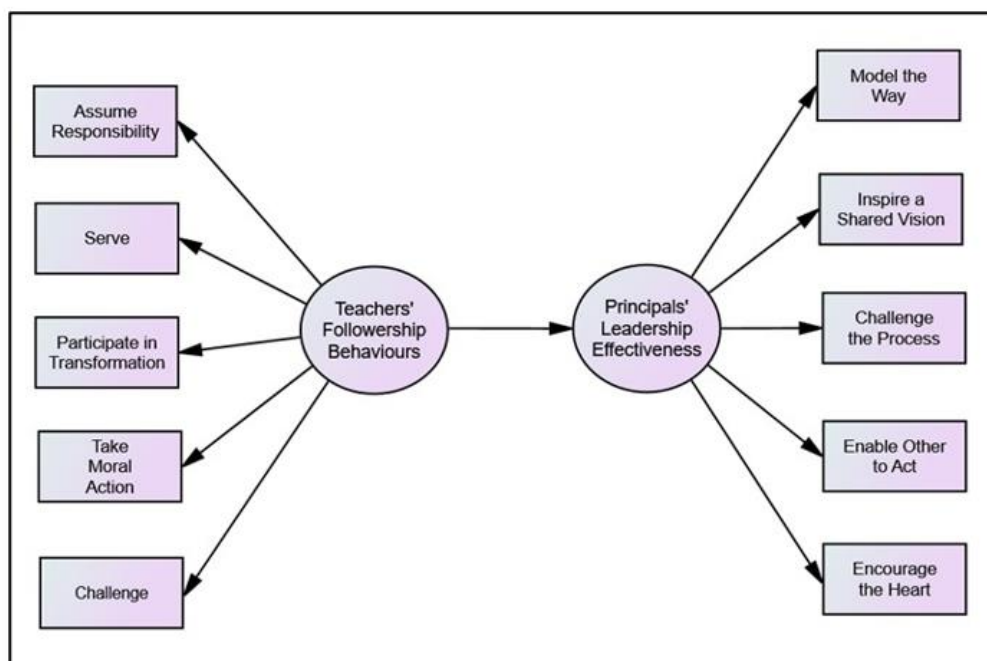 Assume
Responsibility
Serve
Participate in
Transformation
Take
Moral
Action
Challenge
Teachers'
Followership
Behaviours
Principals'
Leadership
Effectiveness
Model the
Way
Inspire a
Shared Vision
Challenge
the Process
Enable Other
to Act
Encourage
the Heart